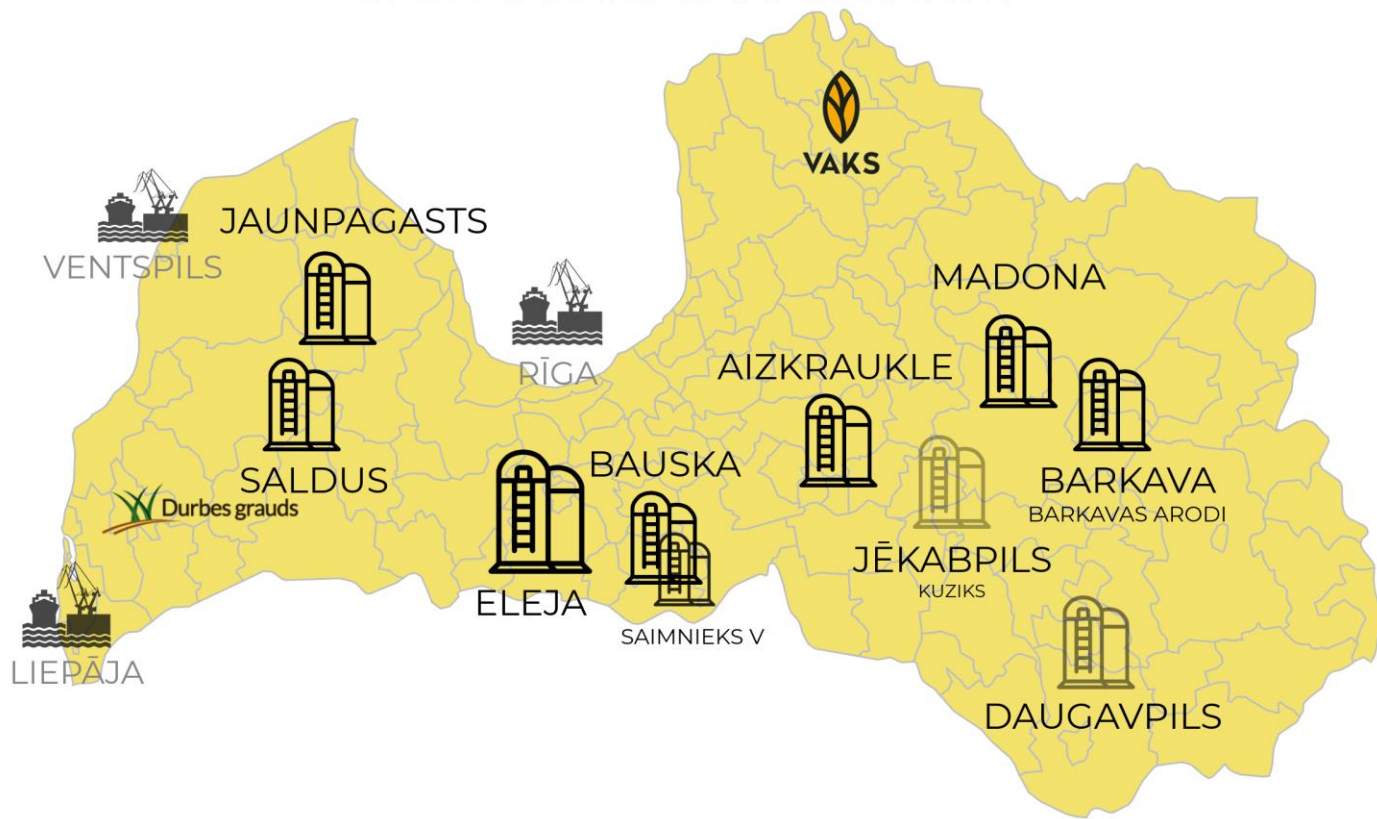 VAKS
JAUNPAGASTS
VENTSPILS
MADONA
RĪGA
AIZKRAUKLE
BAUSKA
SALDUS
BARKAVA
BARKAVAS ARODI
Durbes grauds
JĒKABPILS
KUZIKS
ELEJA
SAIMNIEKS V
LIEPĀJA
DAUGAVPILS